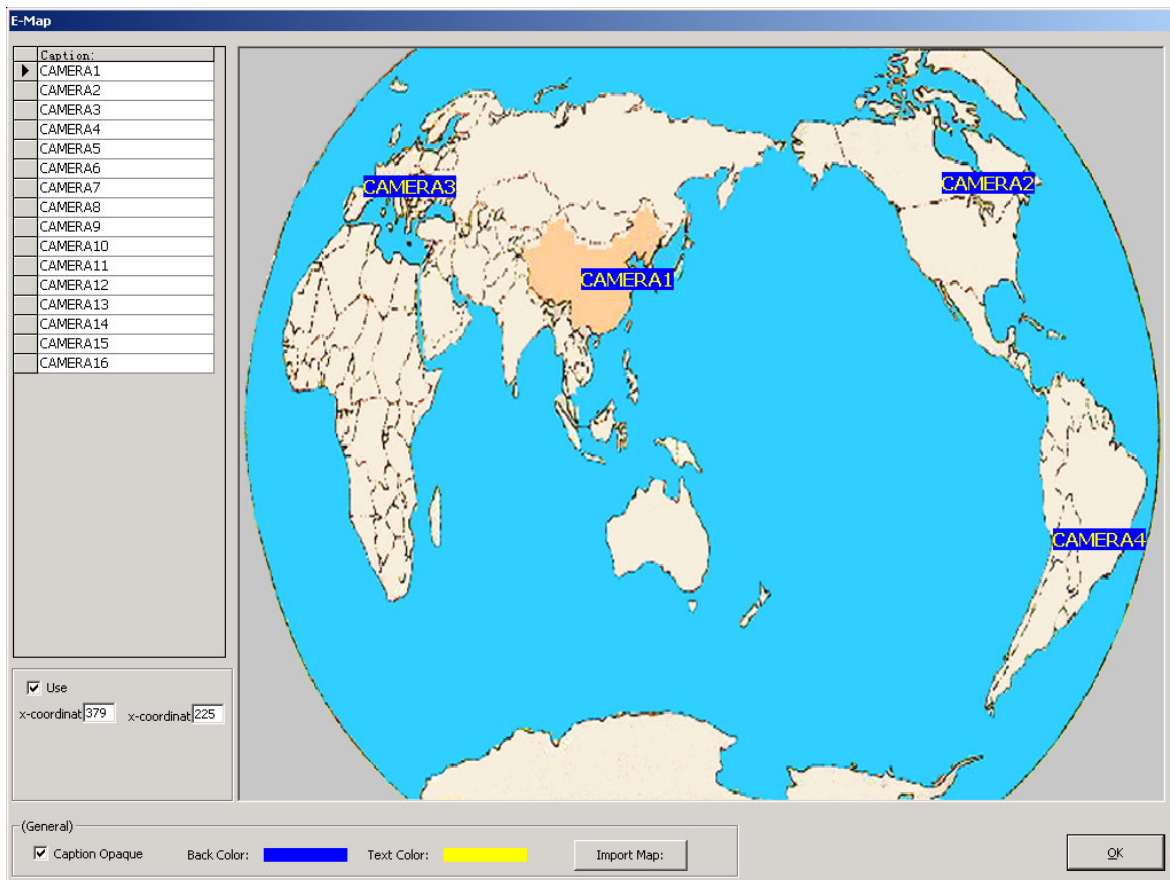 E-Map
Caption:
CAMERA1
CAMERA2
CAMERA3
CAMERA4
CAMERA5
CAMERA6
CAMERA7
CAMERA8
CAMERA9
CAMERA10
CAMERA11
CAMERA12
CAMERA13
CAMERA14
CAMERA15
CAMERA16
CAMERA3
CAMERA2
CAMERA1
CAMERA4
Use
x-coordinat 379 x-coordinat 225
(General)
Caption Opaque Back Color: Text Color: Import Map: OK